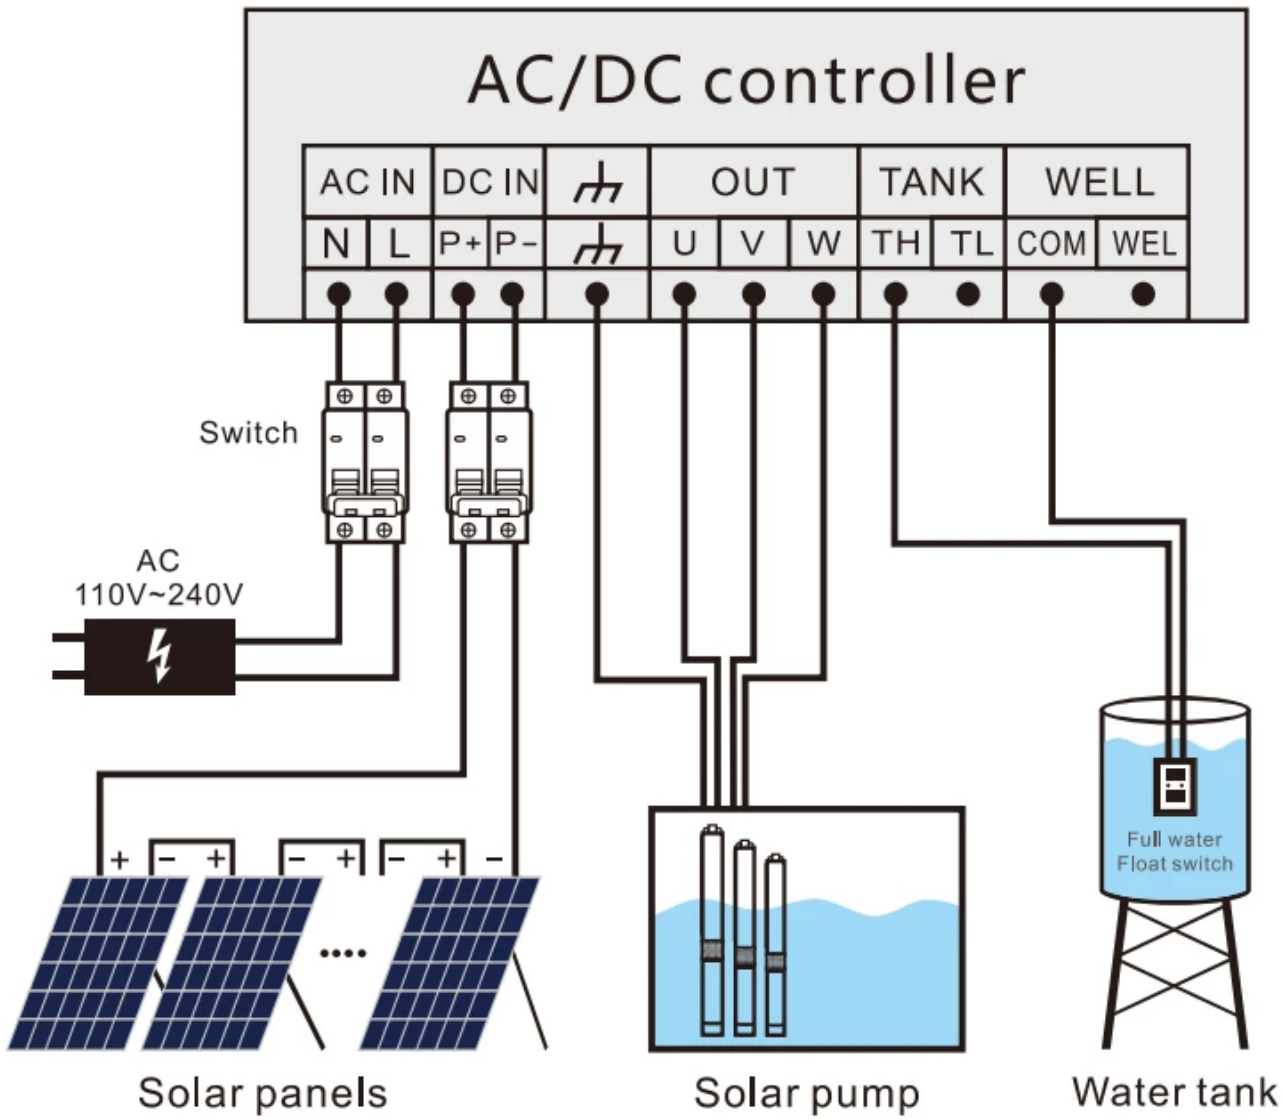 AC/DC controller
AC IN DC IN OUT TANK WELL
N L P+ P- U V W TH TL COM WEL
Switch
AC
110V~240V
+ - + - + - + -
Full water
Float switch
Solar panels
Solar pump
Water tank